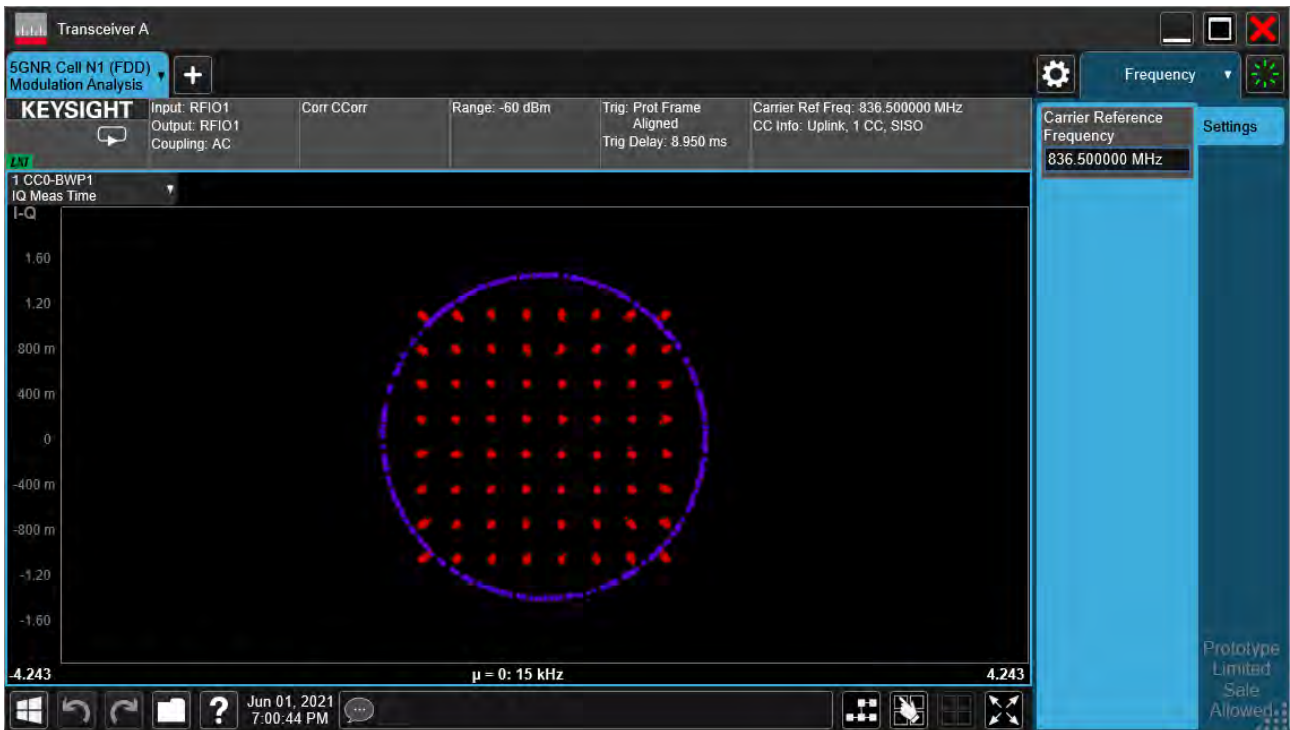 Transceiver A
5GNR Cell N1 (FDD)
Modulation Analysis
+
Frequency
KEYSIGHT
Input: RFIO1
Output: RFIO1
Coupling: AC
Corr CCorr
Range: -60 dBm
Trig: Prot Frame
Aligned
Trig Delay: 8.950 ms
Carrier Ref Freq: 836.500000 MHz
CC Info: Uplink, 1 CC, SISO
LXI
Carrier Reference
Frequency
836.500000 MHz
Settings
1 CC0-BWP1
IQ Meas Time
I-Q
1.60
1.20
800 m
400 m
0
-400 m
-800 m
-1.20
-1.60
-4.243
µ = 0: 15 kHz
4.243
Prototype
Limited
Sale
Allowed
?
Jun 01, 2021
7:00:44 PM